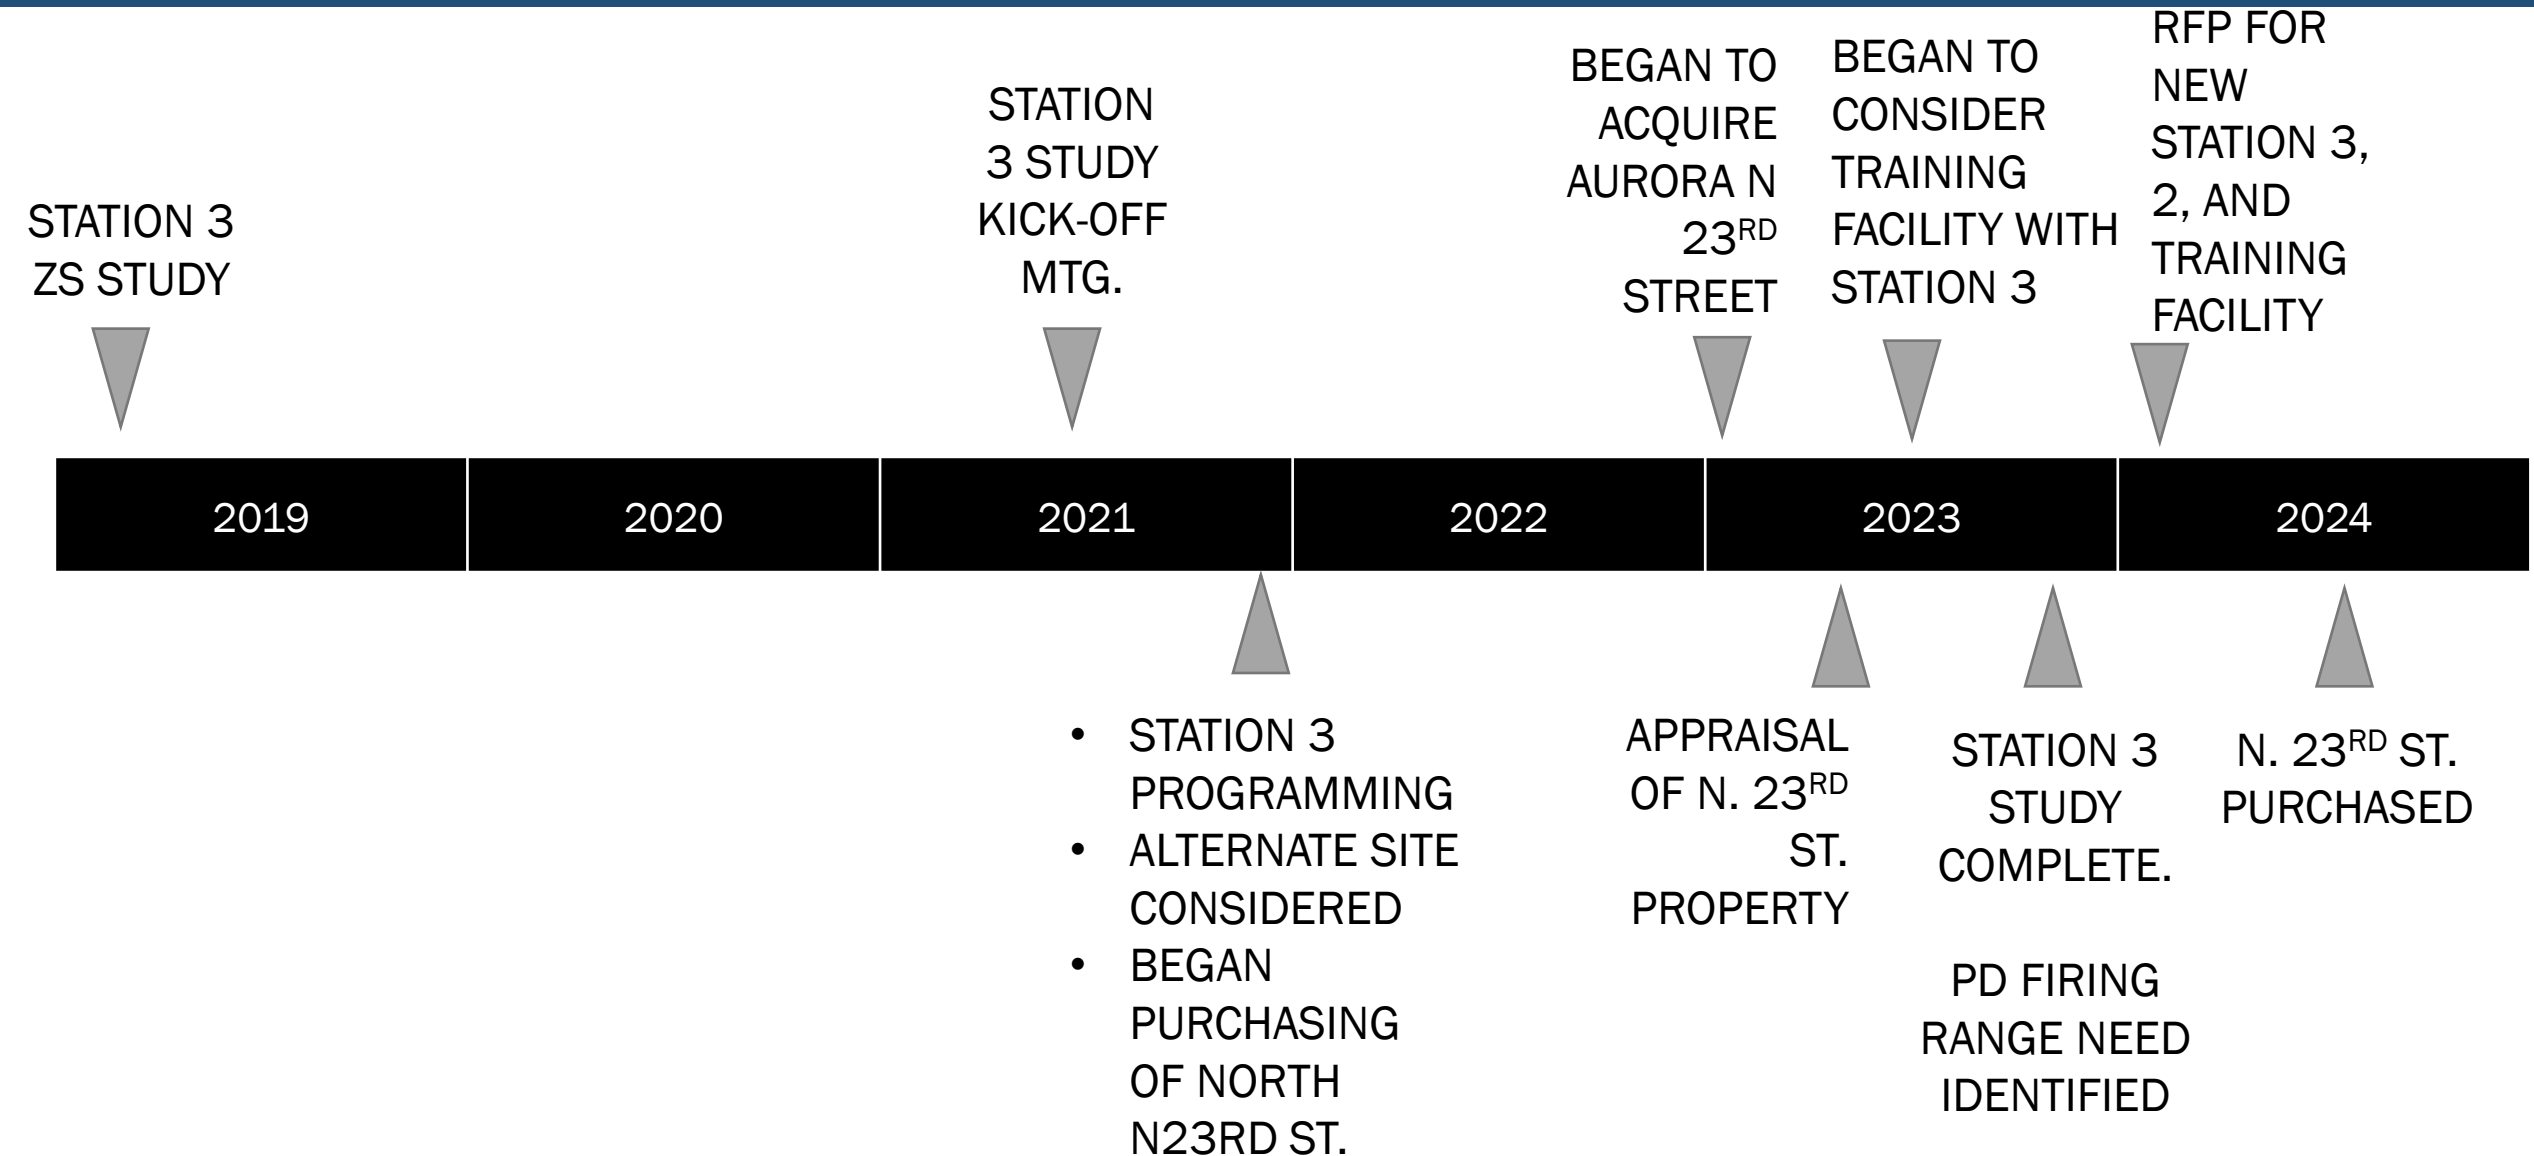 STATION 3
ZS STUDY
STATION
3 STUDY
KICK-OFF
MTG.
BEGAN TO
ACQUIRE
AURORA N
23RD
STREET
BEGAN TO
CONSIDER
TRAINING
FACILITY WITH
STATION 3
RFP FOR
NEW
STATION 3,
2, AND
TRAINING
FACILITY
2019
2020
2021
2022
2023
2024
• STATION 3
PROGRAMMING
• ALTERNATE SITE
CONSIDERED
• BEGAN
PURCHASING
OF NORTH
N23RD ST.
APPRAISAL
OF N. 23RD
ST.
PROPERTY
STATION 3
STUDY
COMPLETE.
PD FIRING
RANGE NEED
IDENTIFIED
N. 23RD ST.
PURCHASED